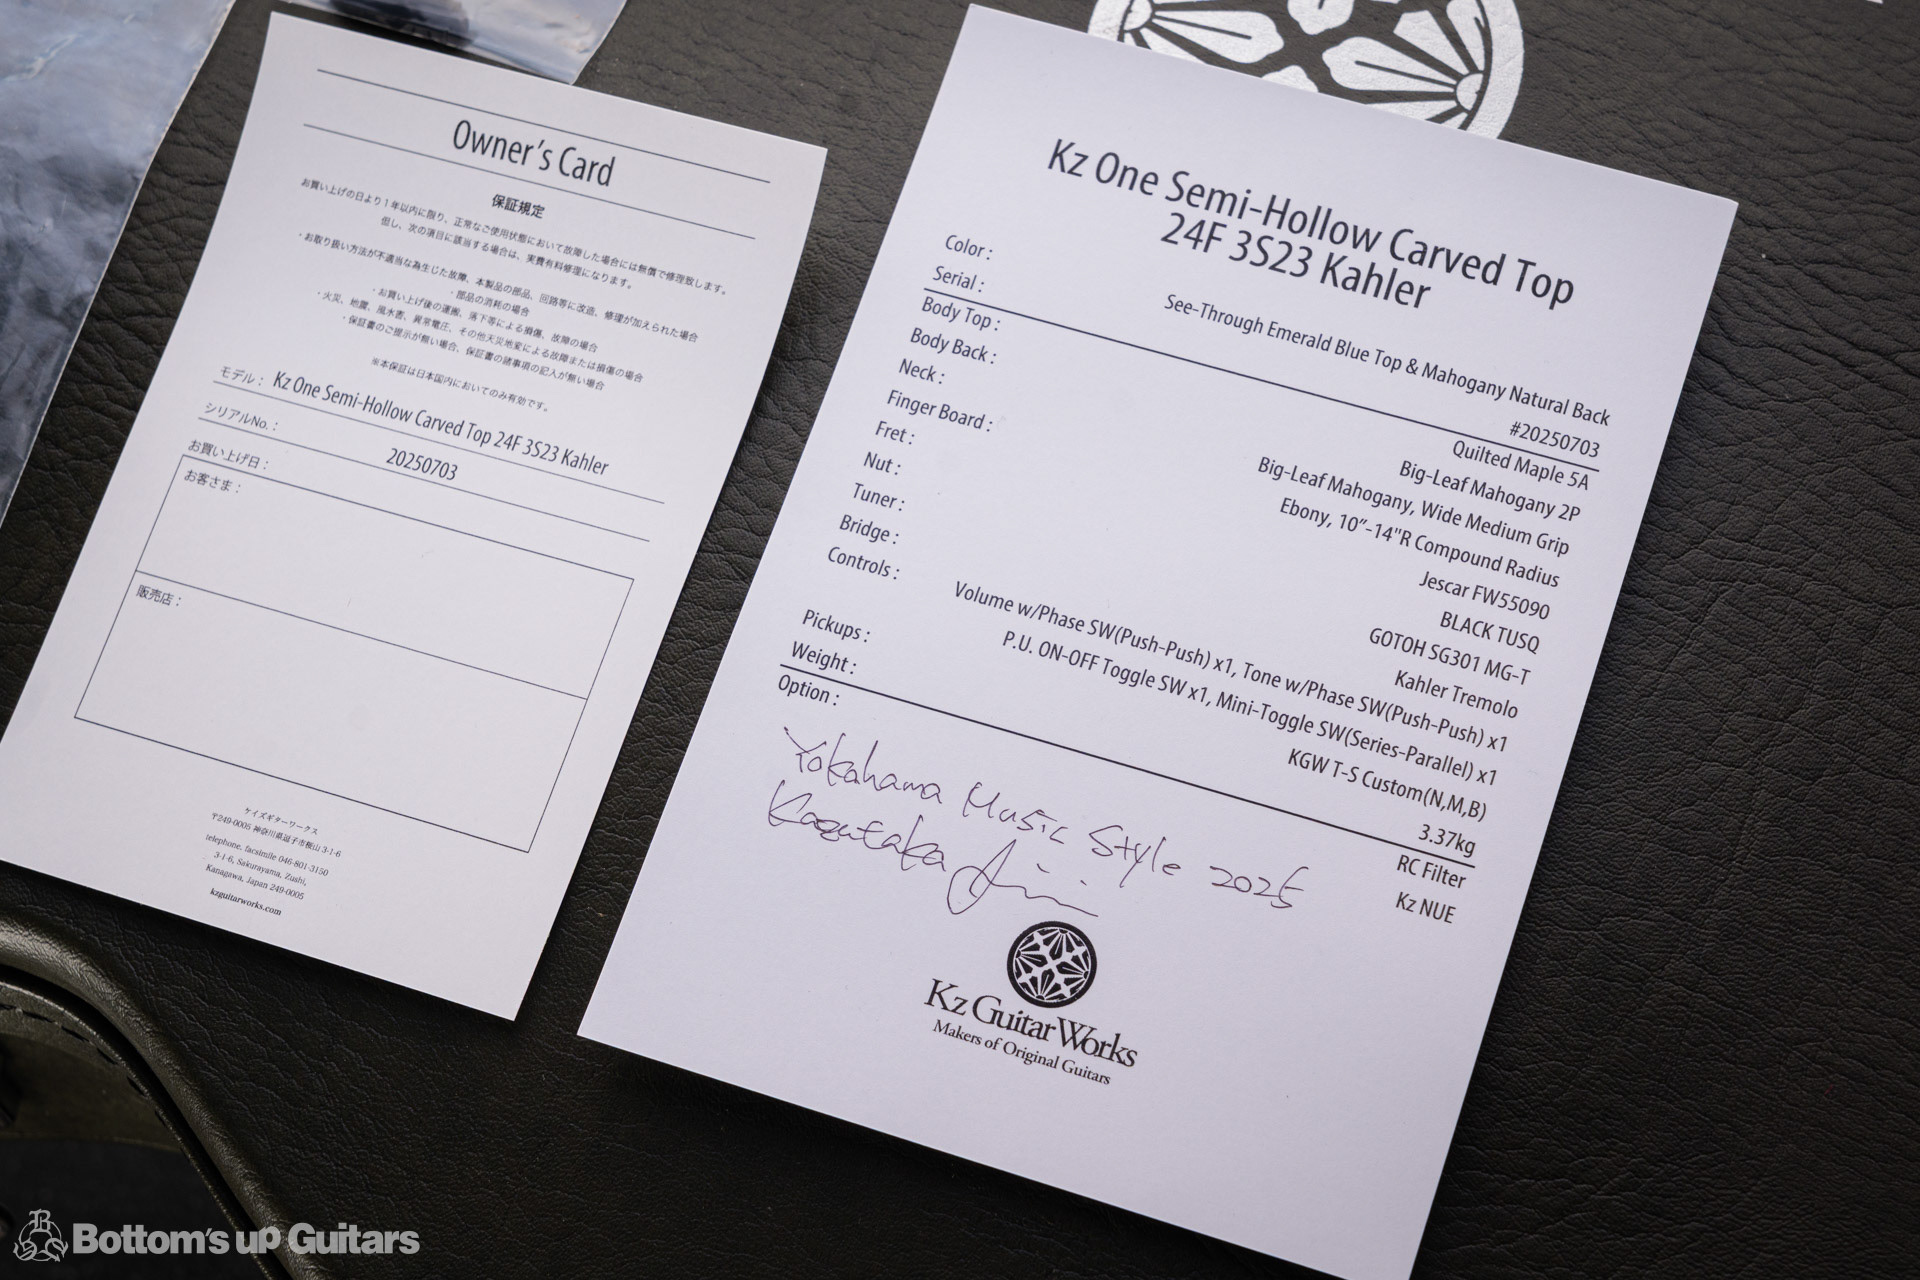 Owner's Card
保証規定
お買い上げの日より1年以内に限り、正常なご使用状態において故障した場合には無償で修理致します。
但し、次の項目に該当する場合は、実費有料修理になります。
・お取り扱い方法が不適当な為生じた故障、本製品の部品、回路等に改造、修理が加えられた場合
・部品の消耗の場合
・お買い上げ後の運搬、落下等による損傷、故障の場合
・火災、地震、風水害、異常電圧、その他天災地変による故障または損傷の場合
・保証書のご提示が無い場合、保証書の諸事項の記入が無い場合
※本保証は日本国内においてのみ有効です。
モデル： Kz One Semi-Hollow Carved Top 24F 3S23 Kahler
シリアルNo.： 20250703
お買い上げ日：
お客さま：
販売店：
ケイズギターワークス
〒249-0005 神奈川県逗子市桜山 3-1-6
telephone, facsimile 046-801-3150
3-1-6, Sakurayama, Zushi,
Kanagawa, Japan 249-0005
kzguitarworks.com
Kz One Semi-Hollow Carved Top
24F 3S23 Kahler
Color : See-Through Emerald Blue Top & Mahogany Natural Back
Serial : #20250703
Body Top : Quilted Maple 5A
Body Back : Big-Leaf Mahogany 2P
Neck : Big-Leaf Mahogany, Wide Medium Grip
Finger Board : Ebony, 10”-14"R Compound Radius
Fret : Jescar FW55090
Nut : BLACK TUSQ
Tuner : GOTOH SG301 MG-T
Bridge : Kahler Tremolo
Controls : Volume w/Phase SW(Push-Push) x1, Tone w/Phase SW(Push-Push) x1
P.U. ON-OFF Toggle SW x1, Mini-Toggle SW(Series-Parallel) x1
Pickups : KGW T-S Custom(N,M,B)
Weight : 3.37kg
Option : RC Filter
Kz NUE
Yokohama Music Style 2025
Kazutaka
Kz Guitar Works
Makers of Original Guitars
Bottom's up Guitars